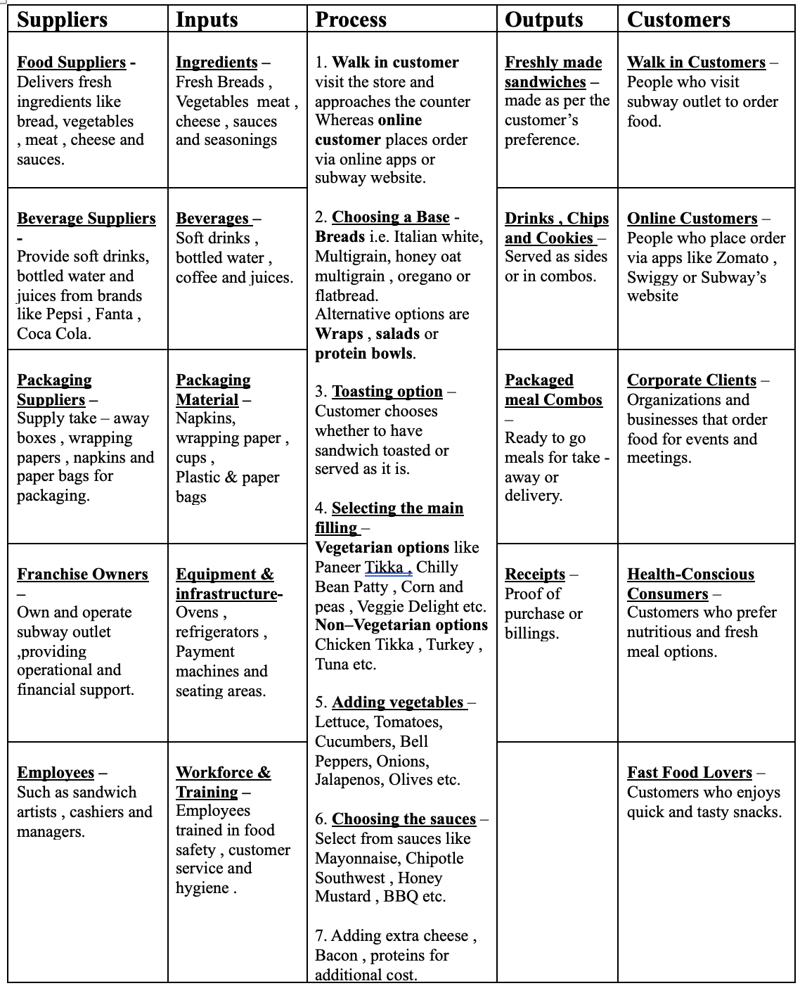 Suppliers
Inputs
Process
Outputs
Customers
Food Suppliers -
Delivers fresh
ingredients like
bread, vegetables
, meat , cheese and
sauces.
Beverage Suppliers
-
Provide soft drinks,
bottled water and
juices from brands
like Pepsi , Fanta ,
Coca Cola.
Packaging
Suppliers –
Supply take – away
boxes , wrapping
papers , napkins and
paper bags for
packaging.
Franchise Owners
–
Own and operate
subway outlet
,providing
operational and
financial support.
Employees –
Such as sandwich
artists , cashiers and
managers.
Ingredients –
Fresh Breads ,
Vegetables  meat ,
cheese , sauces
and seasonings
Beverages –
Soft drinks ,
bottled water ,
coffee and juices.
Packaging
Material –
Napkins,
wrapping paper ,
cups ,
Plastic & paper
bags
Equipment &
infrastructure-
Ovens ,
refrigerators ,
Payment
machines and
seating areas.
Workforce &
Training –
Employees
trained in food
safety , customer
service and
hygiene .
1. Walk in customer
visit the store and
approaches the counter
Whereas online
customer places order
via online apps or
subway website.
2. Choosing a Base -
Breads i.e. Italian white,
Multigrain, honey oat
multigrain , oregano or
flatbread.
Alternative options are
Wraps , salads or
protein bowls.
3. Toasting option –
Customer chooses
whether to have
sandwich toasted or
served as it is.
4. Selecting the main
filling –
Vegetarian options like
Paneer Tikka , Chilly
Bean Patty , Corn and
peas , Veggie Delight etc.
Non–Vegetarian options
Chicken Tikka , Turkey ,
Tuna etc.
5. Adding vegetables –
Lettuce, Tomatoes,
Cucumbers, Bell
Peppers, Onions,
Jalapenos, Olives etc.
6. Choosing the sauces –
Select from sauces like
Mayonnaise, Chipotle
Southwest , Honey
Mustard , BBQ etc.
7. Adding extra cheese ,
Bacon , proteins for
additional cost.
Freshly made
sandwiches –
made as per the
customer’s
preference.
Drinks , Chips
and Cookies –
Served as sides
or in combos.
Packaged
meal Combos
–
Ready to go
meals for take -
away or
delivery.
Receipts –
Proof of
purchase or
billings.
Walk in Customers –
People who visit
subway outlet to order
food.
Online Customers –
People who place order
via apps like Zomato ,
Swiggy or Subway’s
website
Corporate Clients –
Organizations and
businesses that order
food for events and
meetings.
Health-Conscious
Consumers –
Customers who prefer
nutritious and fresh
meal options.
Fast Food Lovers –
Customers who enjoys
quick and tasty snacks.